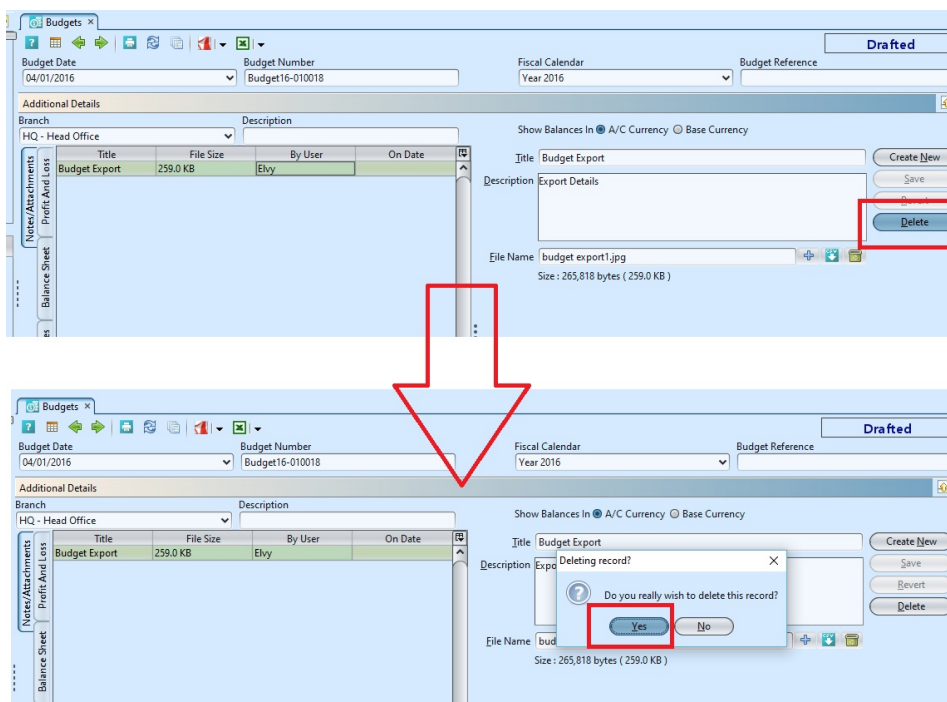 Budgets ×
Drafted
Budget Date Budget Number Fiscal Calendar Budget Reference
04/01/2016 Budget16-010018 Year 2016
Additional Details
Branch Description
HQ - Head Office Show Balances In A/C Currency Base Currency
Notes/Attachments
Profit And Loss
Balance Sheet
Title File Size By User On Date
Budget Export 259.0 KB Elvy
Title Budget Export Create New
Description Export Details Save
Revert
Delete
File Name budget export1.jpg
Size : 265,818 bytes ( 259.0 KB )
Budgets ×
Drafted
Budget Date Budget Number Fiscal Calendar Budget Reference
04/01/2016 Budget16-010018 Year 2016
Additional Details
Branch Description
HQ - Head Office Show Balances In A/C Currency Base Currency
Notes/Attachments
Profit And Loss
Balance Sheet
Title File Size By User On Date
Budget Export 259.0 KB Elvy
Title Budget Export Create New
Description Expo Save
Revert
Delete
Deleting record?
Do you really wish to delete this record?
Yes No
File Name bud
Size : 265,818 bytes ( 259.0 KB )